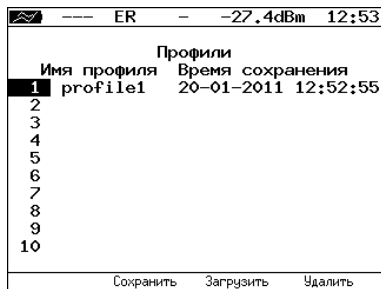 --- ER - -27.4dBm 12:53
Профили
Имя профиля Время сохранения
1 profile1 20-01-2011 12:52:55
2
3
4
5
6
7
8
9
10
Сохранить Загрузить Удалить